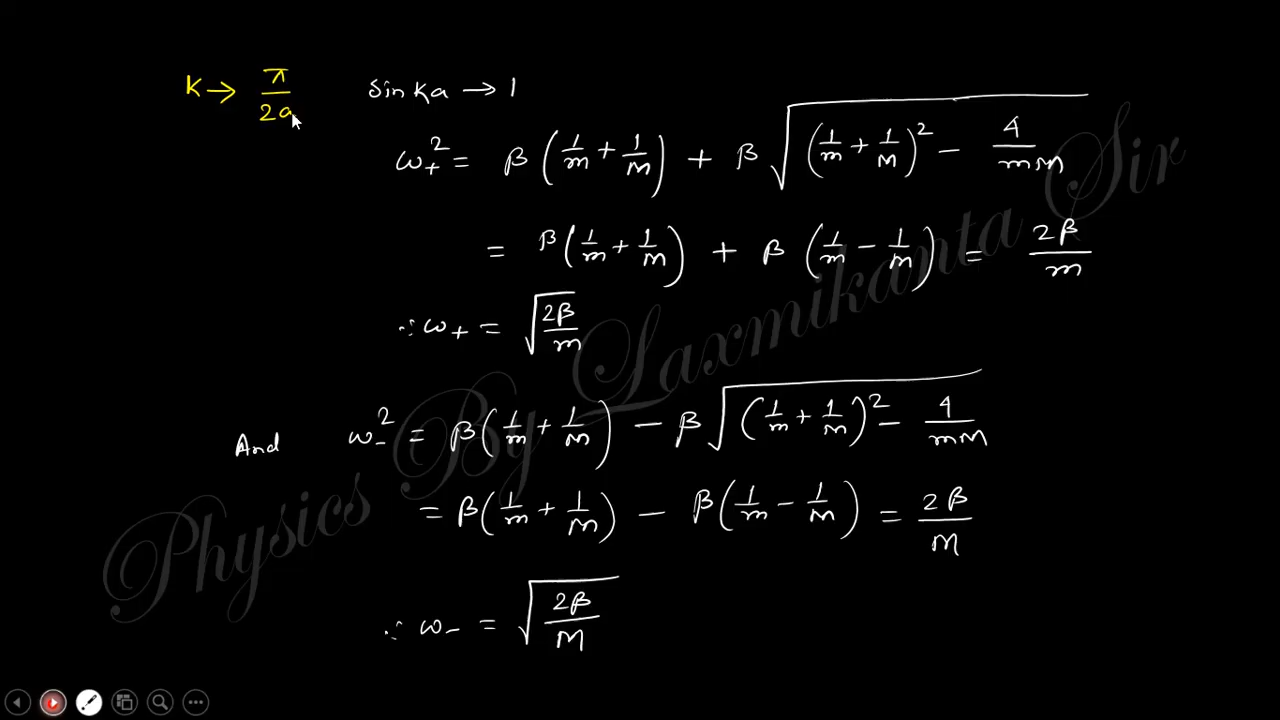 K → π/2a sin Ka → 1
ω₊² = β(1/m + 1/M) + β√((1/m + 1/M)² − 4/mM)
= β(1/m + 1/M) + β(1/m − 1/M) = 2β/m
∴ ω₊ = √(2β/m)
And ω₋² = β(1/m + 1/M) − β√((1/m + 1/M)² − 4/mM)
= β(1/m + 1/M) − β(1/m − 1/M) = 2β/M
∴ ω₋ = √(2β/M)
Physics By Laxmikanta Sir